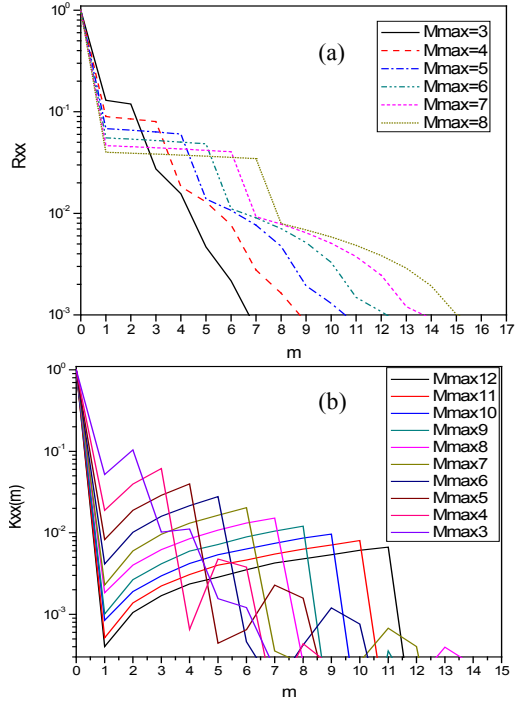 (a)
Mmax=3
Mmax=4
Mmax=5
Mmax=6
Mmax=7
Mmax=8
Rxx
10^0
10^-1
10^-2
10^-3
0 1 2 3 4 5 6 7 8 9 10 11 12 13 14 15 16 17
m
(b)
Mmax12
Mmax11
Mmax10
Mmax9
Mmax8
Mmax7
Mmax6
Mmax5
Mmax4
Mmax3
Kxx(m)
10^0
10^-1
10^-2
10^-3
0 1 2 3 4 5 6 7 8 9 10 11 12 13 14 15
m